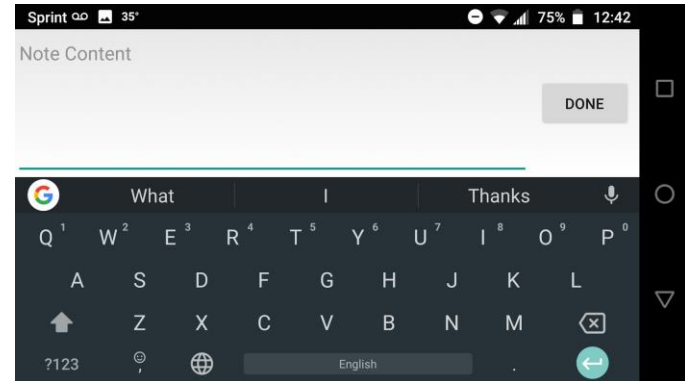 Sprint 35° 75% 12:42
Note Content
DONE
G What I Thanks
Q 1 W 2 E 3 R 4 T 5 Y 6 U 7 I 8 O 9 P 0
A S D F G H J K L
Z X C V B N M
?123 , English .